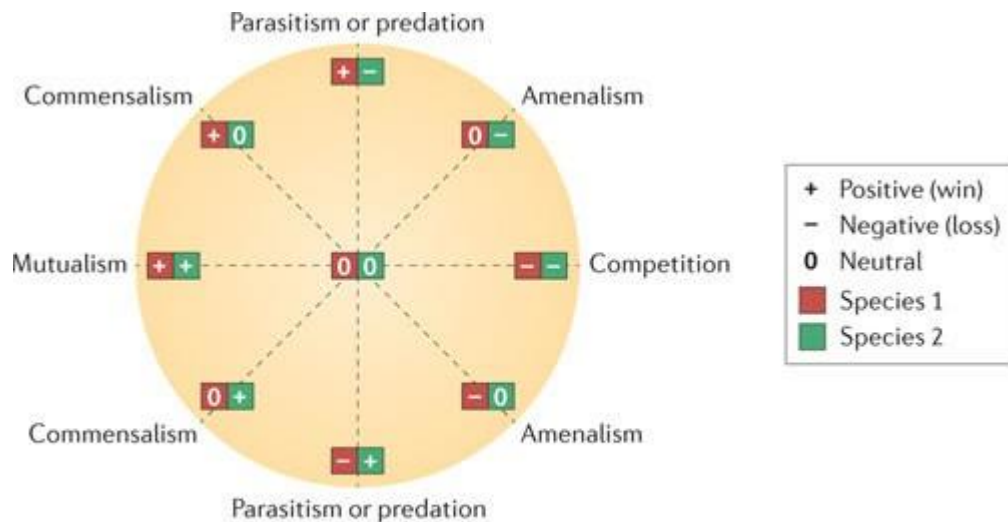 Parasitism or predation
+ −
Commensalism
Amenalism
+ 0
0 −
Mutualism
+ +
0 0
− −
Competition
0 +
− 0
Commensalism
Amenalism
− +
Parasitism or predation
+ Positive (win)
− Negative (loss)
0 Neutral
Species 1
Species 2